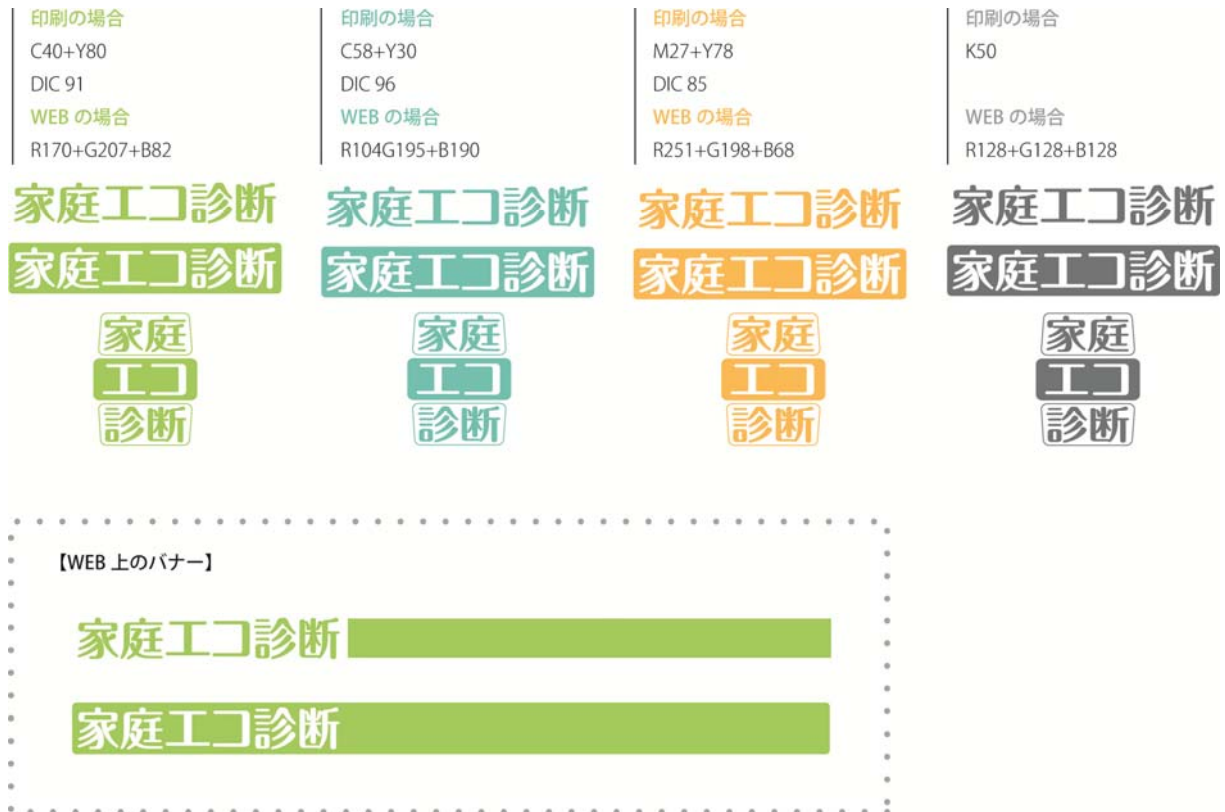 印刷の場合
C40+Y80
DIC 91
WEB の場合
R170+G207+B82
家庭エコ診断
家庭エコ診断
家庭
エコ
診断
印刷の場合
C58+Y30
DIC 96
WEB の場合
R104G195+B190
家庭エコ診断
家庭エコ診断
家庭
エコ
診断
印刷の場合
M27+Y78
DIC 85
WEB の場合
R251+G198+B68
家庭エコ診断
家庭エコ診断
家庭
エコ
診断
印刷の場合
K50
WEB の場合
R128+G128+B128
家庭エコ診断
家庭エコ診断
家庭
エコ
診断
【WEB 上のバナー】
家庭エコ診断
家庭エコ診断